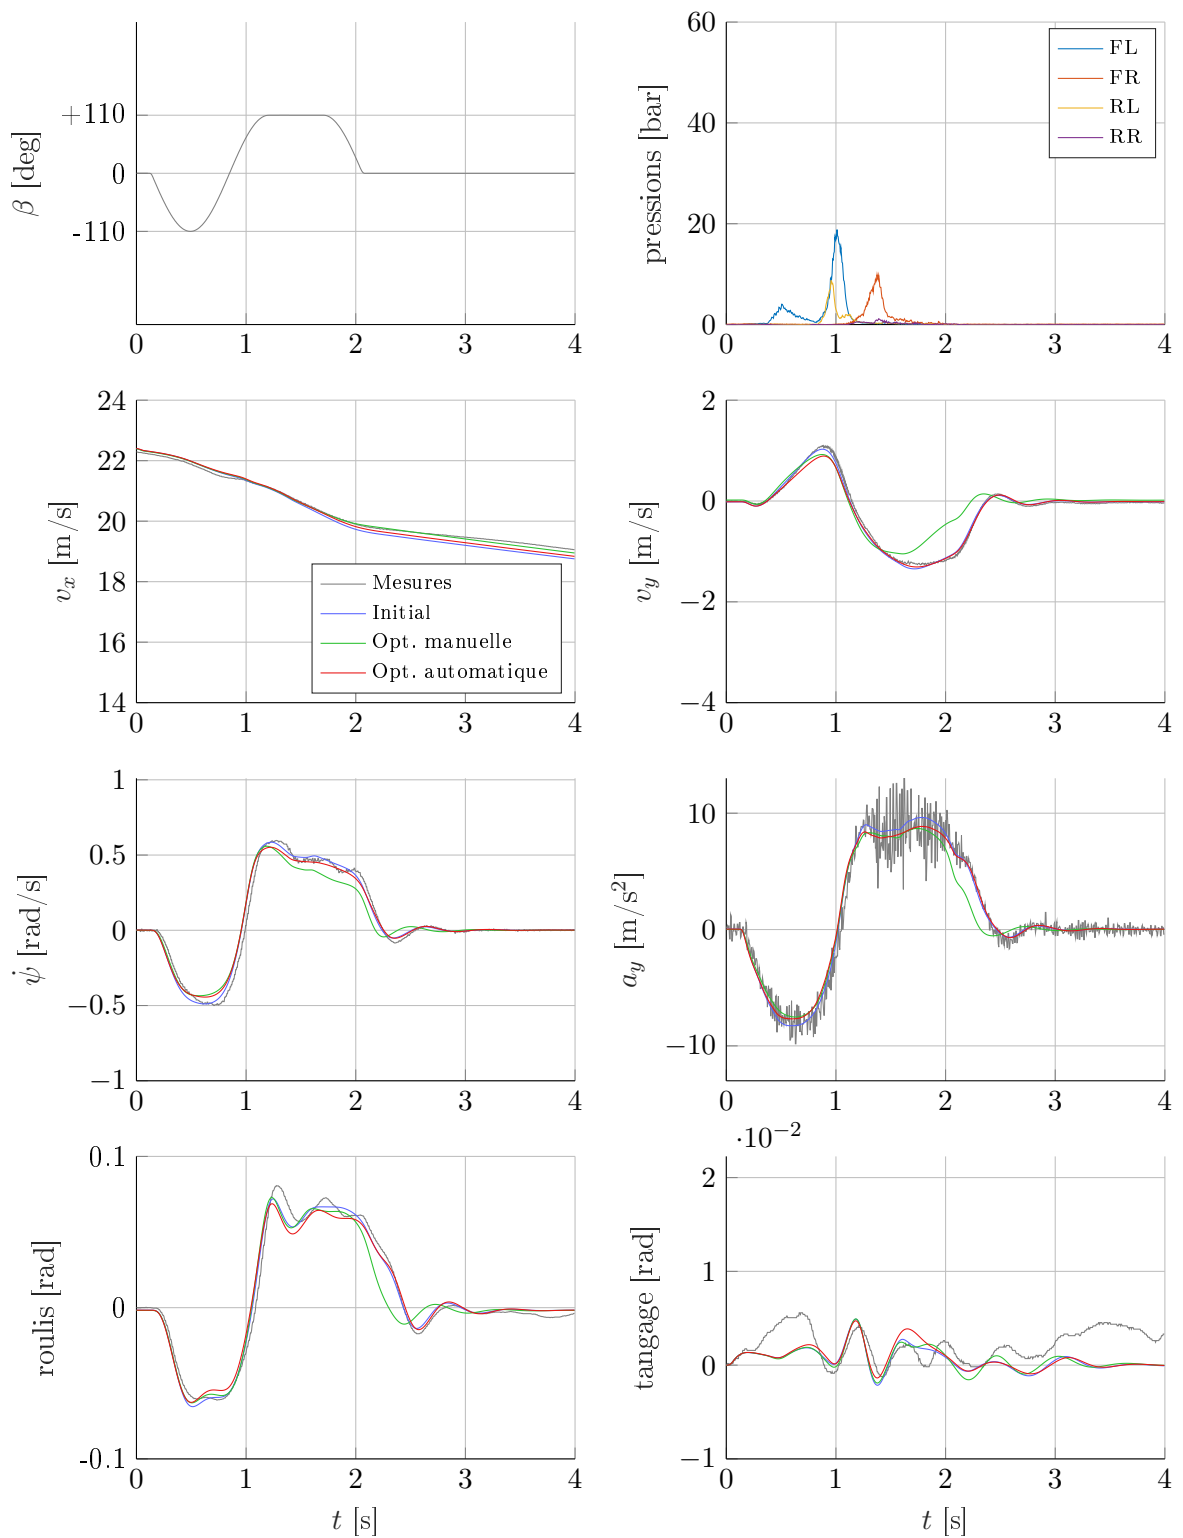 +110
0
-110
β [deg]
0 1 2 3 4
60
40
20
0
pressions [bar]
FL
FR
RL
RR
0 1 2 3 4
24
22
20
18
16
14
v_x [m/s]
Mesures
Initial
Opt. manuelle
Opt. automatique
0 1 2 3 4
2
0
−2
−4
v_y [m/s]
0 1 2 3 4
1
0.5
0
−0.5
−1
ψ̇ [rad/s]
0 1 2 3 4
10
0
−10
a_y [m/s²]
0 1 2 3 4
0.1
0
-0.1
roulis [rad]
0 1 2 3 4
t [s]
·10⁻²
2
1
0
−1
tangage [rad]
0 1 2 3 4
t [s]